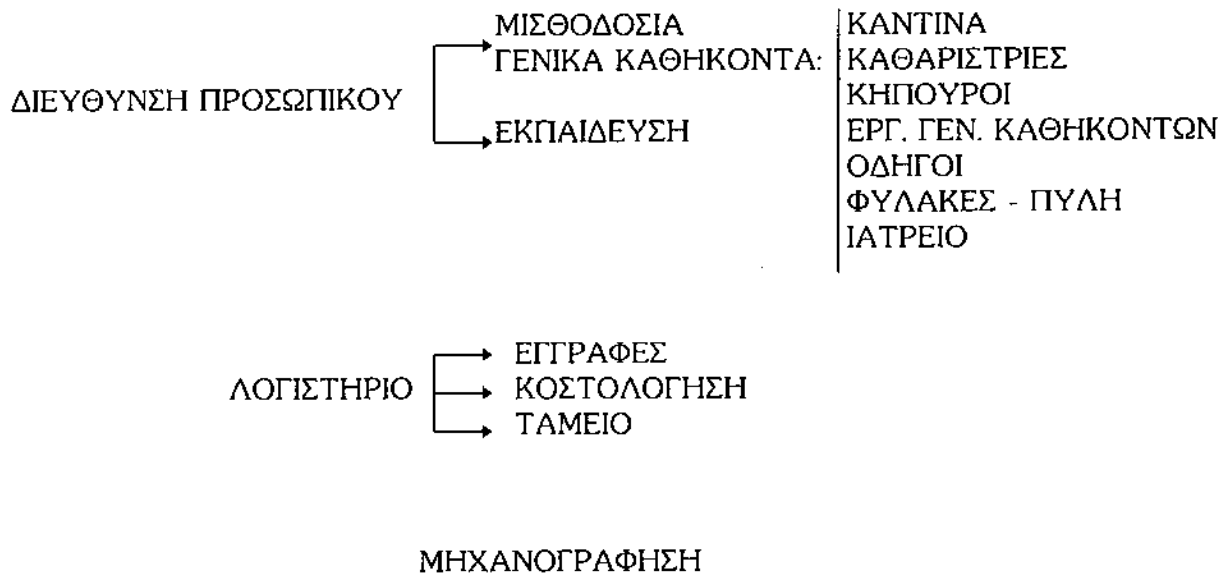 ΜΙΣΘΟΔΟΣΙΑ
ΓΕΝΙΚΑ ΚΑΘΗΚΟΝΤΑ:
ΚΑΝΤΙΝΑ
ΚΑΘΑΡΙΣΤΡΙΕΣ
ΚΗΠΟΥΡΟΙ
ΔΙΕΥΘΥΝΣΗ ΠΡΟΣΩΠΙΚΟΥ
ΕΚΠΑΙΔΕΥΣΗ
ΕΡΓ. ΓΕΝ. ΚΑΘΗΚΟΝΤΩΝ
ΟΔΗΓΟΙ
ΦΥΛΑΚΕΣ - ΠΥΛΗ
ΙΑΤΡΕΙΟ
ΛΟΓΙΣΤΗΡΙΟ
ΕΓΓΡΑΦΕΣ
ΚΟΣΤΟΛΟΓΗΣΗ
ΤΑΜΕΙΟ
ΜΗΧΑΝΟΓΡΑΦΗΣΗ